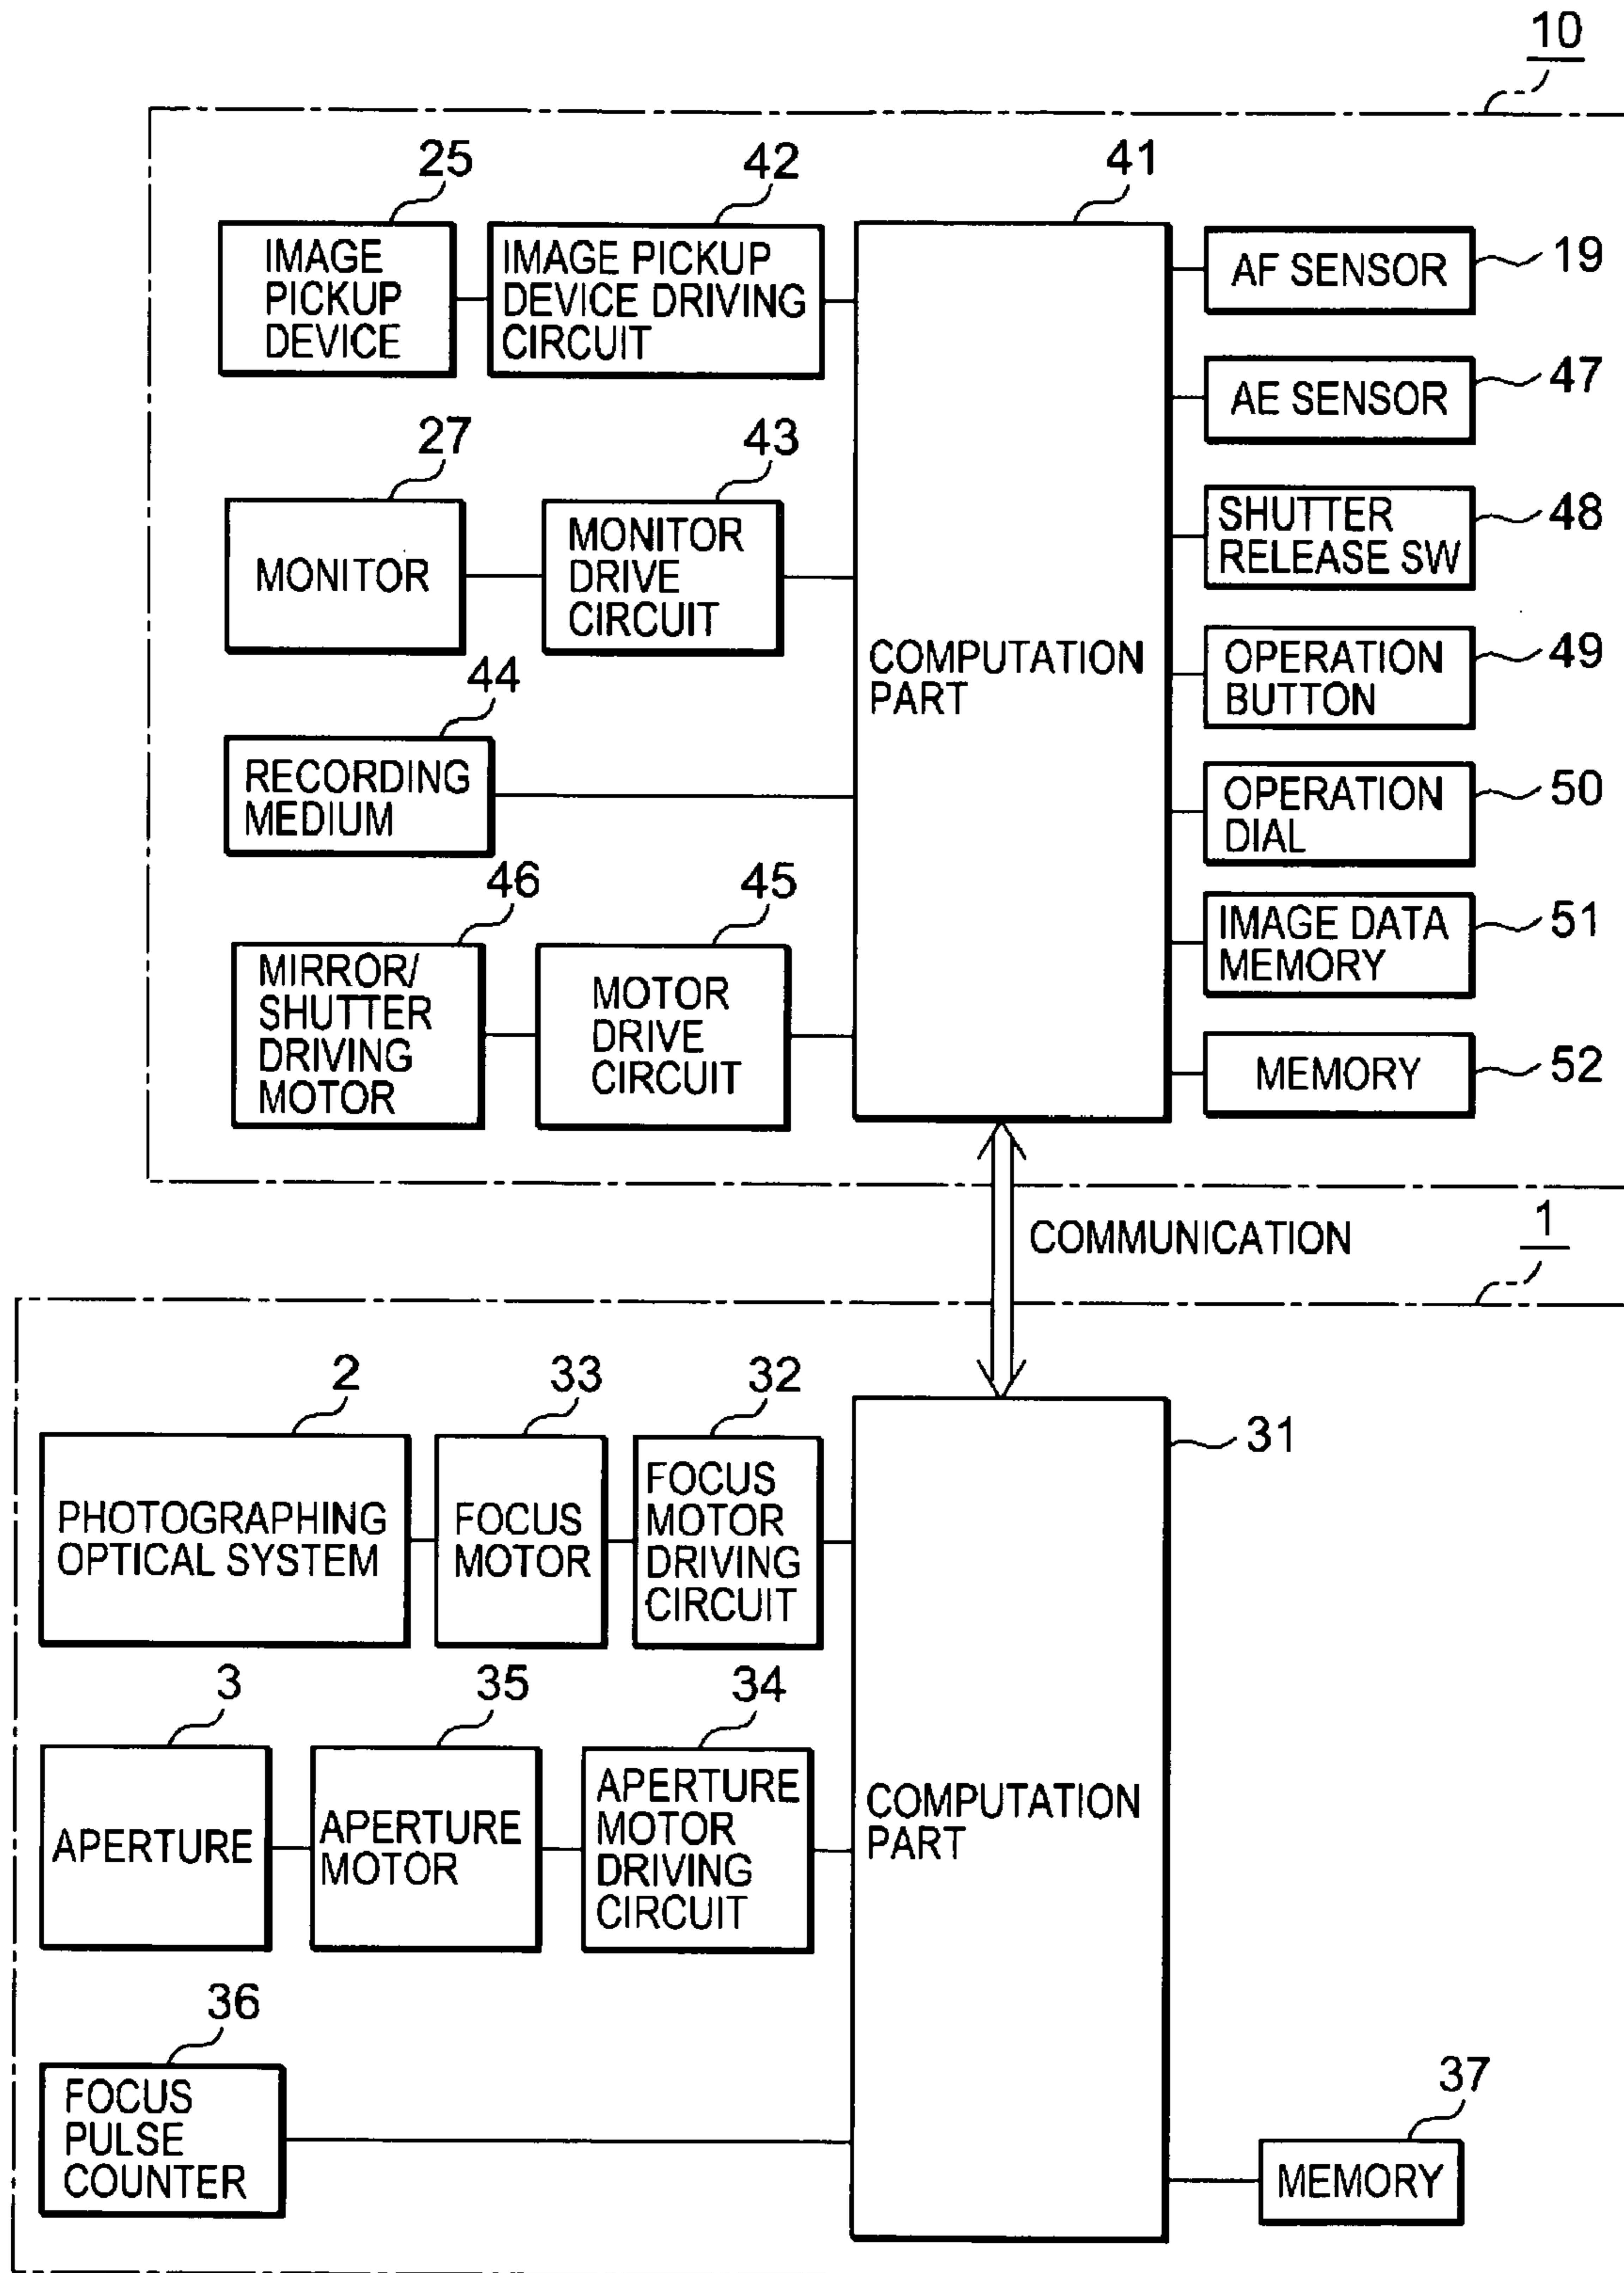 10
25
42
41
IMAGE
PICKUP
DEVICE
IMAGE PICKUP
DEVICE DRIVING
CIRCUIT
AF SENSOR
19
AE SENSOR
47
27
43
MONITOR
MONITOR
DRIVE
CIRCUIT
SHUTTER
RELEASE SW
48
COMPUTATION
PART
OPERATION
BUTTON
49
44
RECORDING
MEDIUM
OPERATION
DIAL
50
46
45
MIRROR/
SHUTTER
DRIVING
MOTOR
MOTOR
DRIVE
CIRCUIT
IMAGE DATA
MEMORY
51
MEMORY
52
COMMUNICATION
1
2
33
32
31
PHOTOGRAPHING
OPTICAL SYSTEM
FOCUS
MOTOR
FOCUS
MOTOR
DRIVING
CIRCUIT
3
35
34
APERTURE
APERTURE
MOTOR
APERTURE
MOTOR
DRIVING
CIRCUIT
COMPUTATION
PART
36
FOCUS
PULSE
COUNTER
37
MEMORY